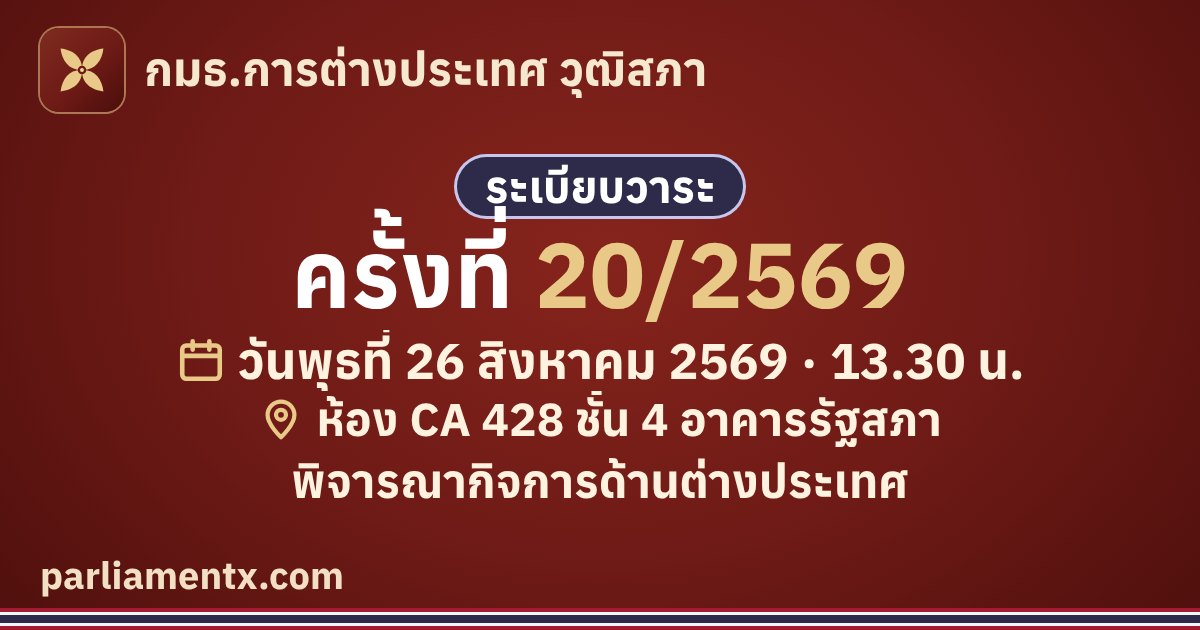 กมธ.การต่างประเทศ วุฒิสภา
ระเบียบวาระ
ครั้งที่ 20/2569
วันพุธที่ 26 สิงหาคม 2569 · 13.30 น.
ห้อง CA 428 ชั้น 4 อาคารรัฐสภา
พิจารณากิจการด้านต่างประเทศ
parliamentx.com